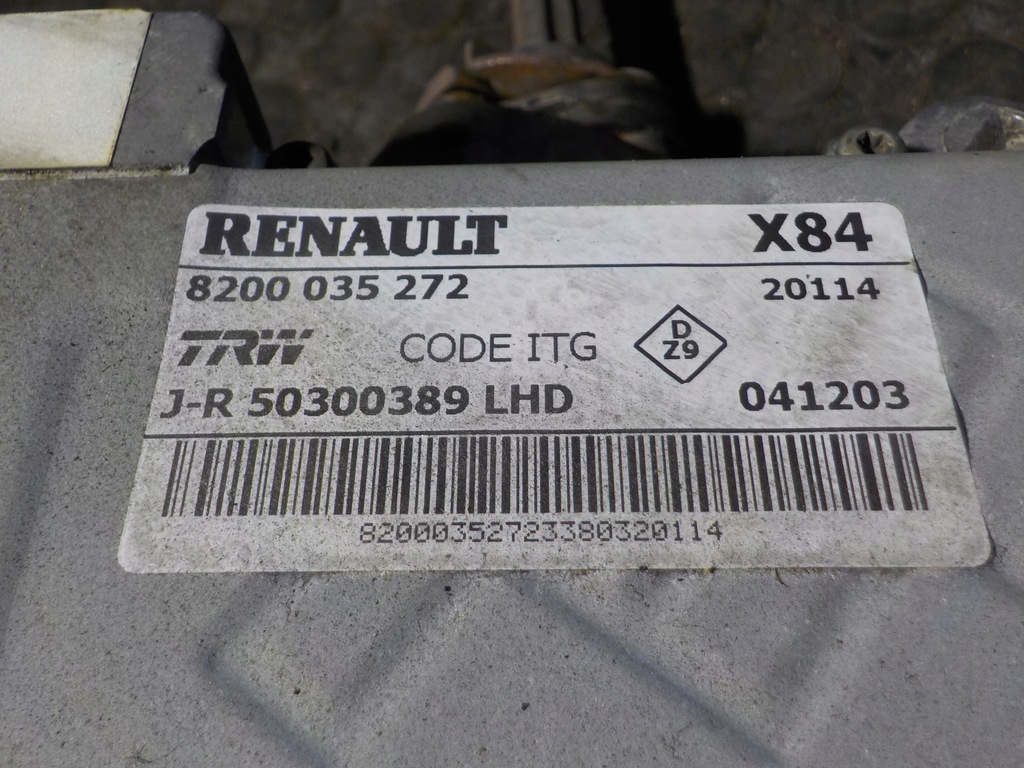 RENAULT X84
8200 035 272 20114
TRW CODE ITG D Z9
J-R 50300389 LHD 041203
82000352723380320114